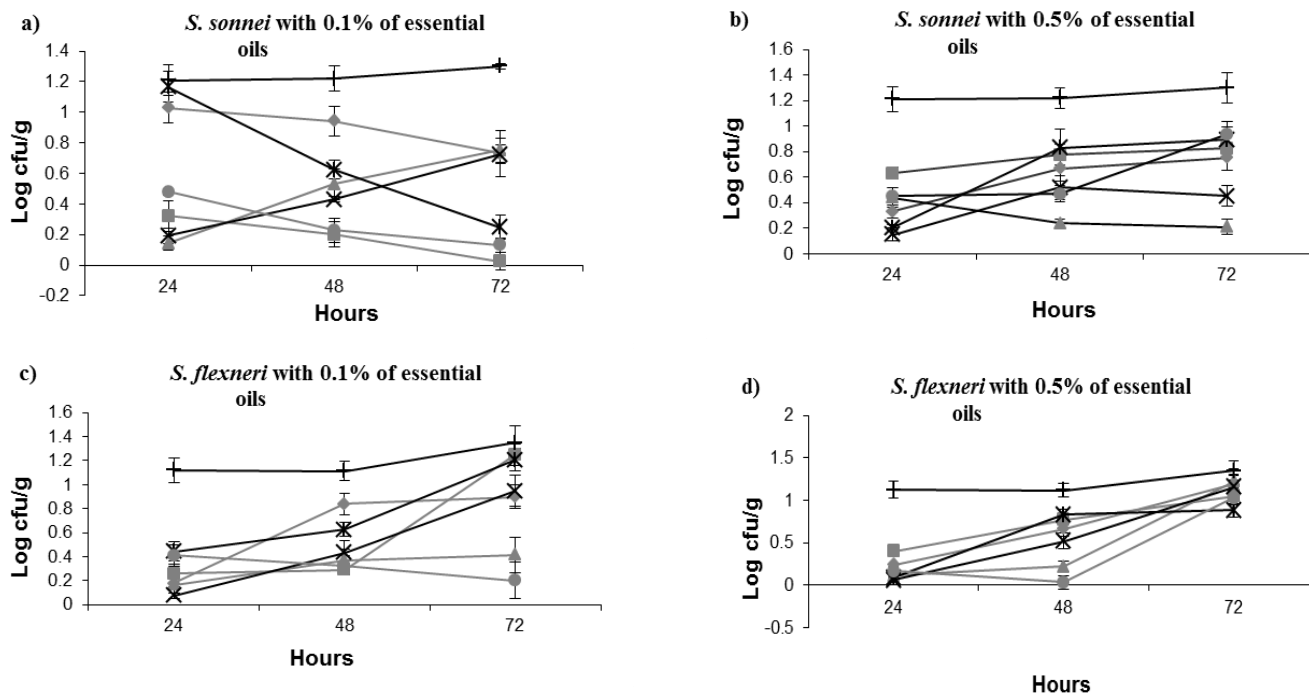 a)
S. sonnei with 0.1% of essential
oils
1.4
1.2
1
0.8
0.6
0.4
0.2
0
-0.2
Log cfu/g
24 48 72
Hours
b)
S. sonnei with 0.5% of essential
oils
1.6
1.4
1.2
1
0.8
0.6
0.4
0.2
0
Log cfu/g
24 48 72
Hours
c)
S. flexneri with 0.1% of essential
oils
1.6
1.4
1.2
1
0.8
0.6
0.4
0.2
0
Log cfu/g
24 48 72
Hours
d)
S. flexneri with 0.5% of essential
oils
2
1.5
1
0.5
0
-0.5
Log cfu/g
24 48 72
Hours